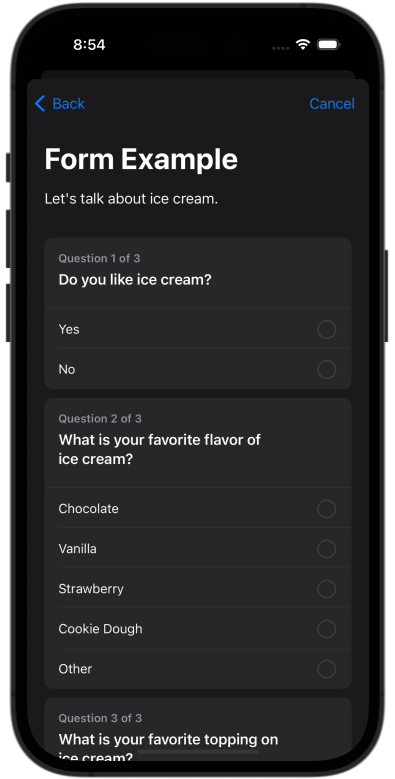 8:54
Back
Cancel
Form Example
Let's talk about ice cream.
Question 1 of 3
Do you like ice cream?
Yes
No
Question 2 of 3
What is your favorite flavor of
ice cream?
Chocolate
Vanilla
Strawberry
Cookie Dough
Other
Question 3 of 3
What is your favorite topping on
ice cream?